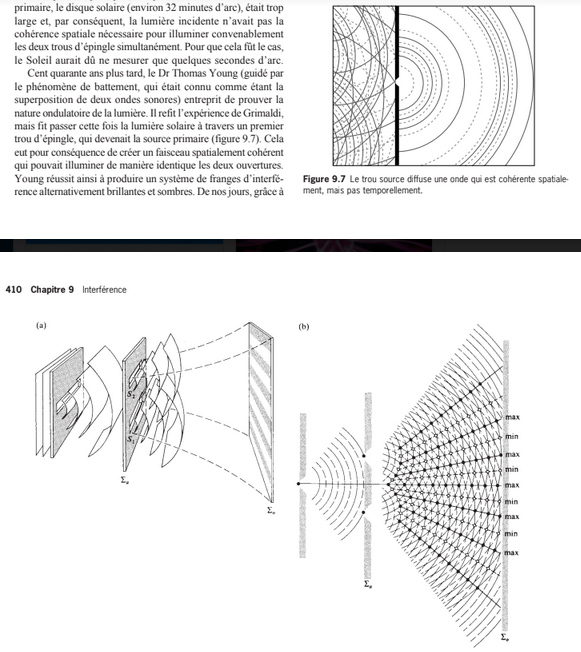 primaire, le disque solaire (environ 32 minutes d'arc), était trop
large et, par conséquent, la lumière incidente n'avait pas la
cohérence spatiale nécessaire pour illuminer convenablement
les deux trous d'épingle simultanément. Pour que cela fût le cas,
le Soleil aurait dû ne mesurer que quelques secondes d'arc.
Cent quarante ans plus tard, le Dr Thomas Young (guidé par
le phénomène de battement, qui était connu comme étant la
superposition de deux ondes sonores) entreprit de prouver la
nature ondulatoire de la lumière. Il refit l'expérience de Grimaldi,
mais fit passer cette fois la lumière solaire à travers un premier
trou d'épingle, qui devenait la source primaire (figure 9.7). Cela
eut pour conséquence de créer un faisceau spatialement cohérent
qui pouvait illuminer de manière identique les deux ouvertures.
Young réussit ainsi à produire un système de franges d'interfé-
rence alternativement brillantes et sombres. De nos jours, grâce à
Figure 9.7 Le trou source diffuse une onde qui est cohérente spatiale-
ment, mais pas temporellement.
410 Chapitre 9 Interférence
(a)
S₂
S₁
Σₐ
Σₒ
(b)
max
min
max
min
max
min
max
min
max
Σₐ
Σₒ